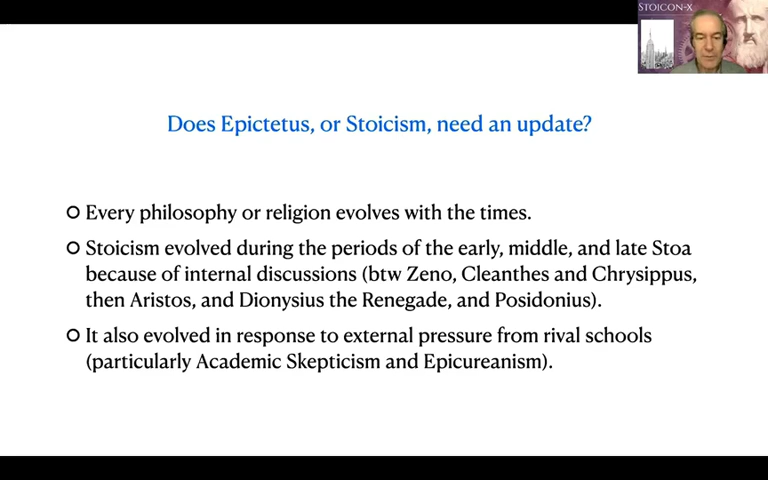 STOICON-X
Does Epictetus, or Stoicism, need an update?
Every philosophy or religion evolves with the times.
Stoicism evolved during the periods of the early, middle, and late Stoa
because of internal discussions (btw Zeno, Cleanthes and Chrysippus,
then Aristos, and Dionysius the Renegade, and Posidonius).
It also evolved in response to external pressure from rival schools
(particularly Academic Skepticism and Epicureanism).